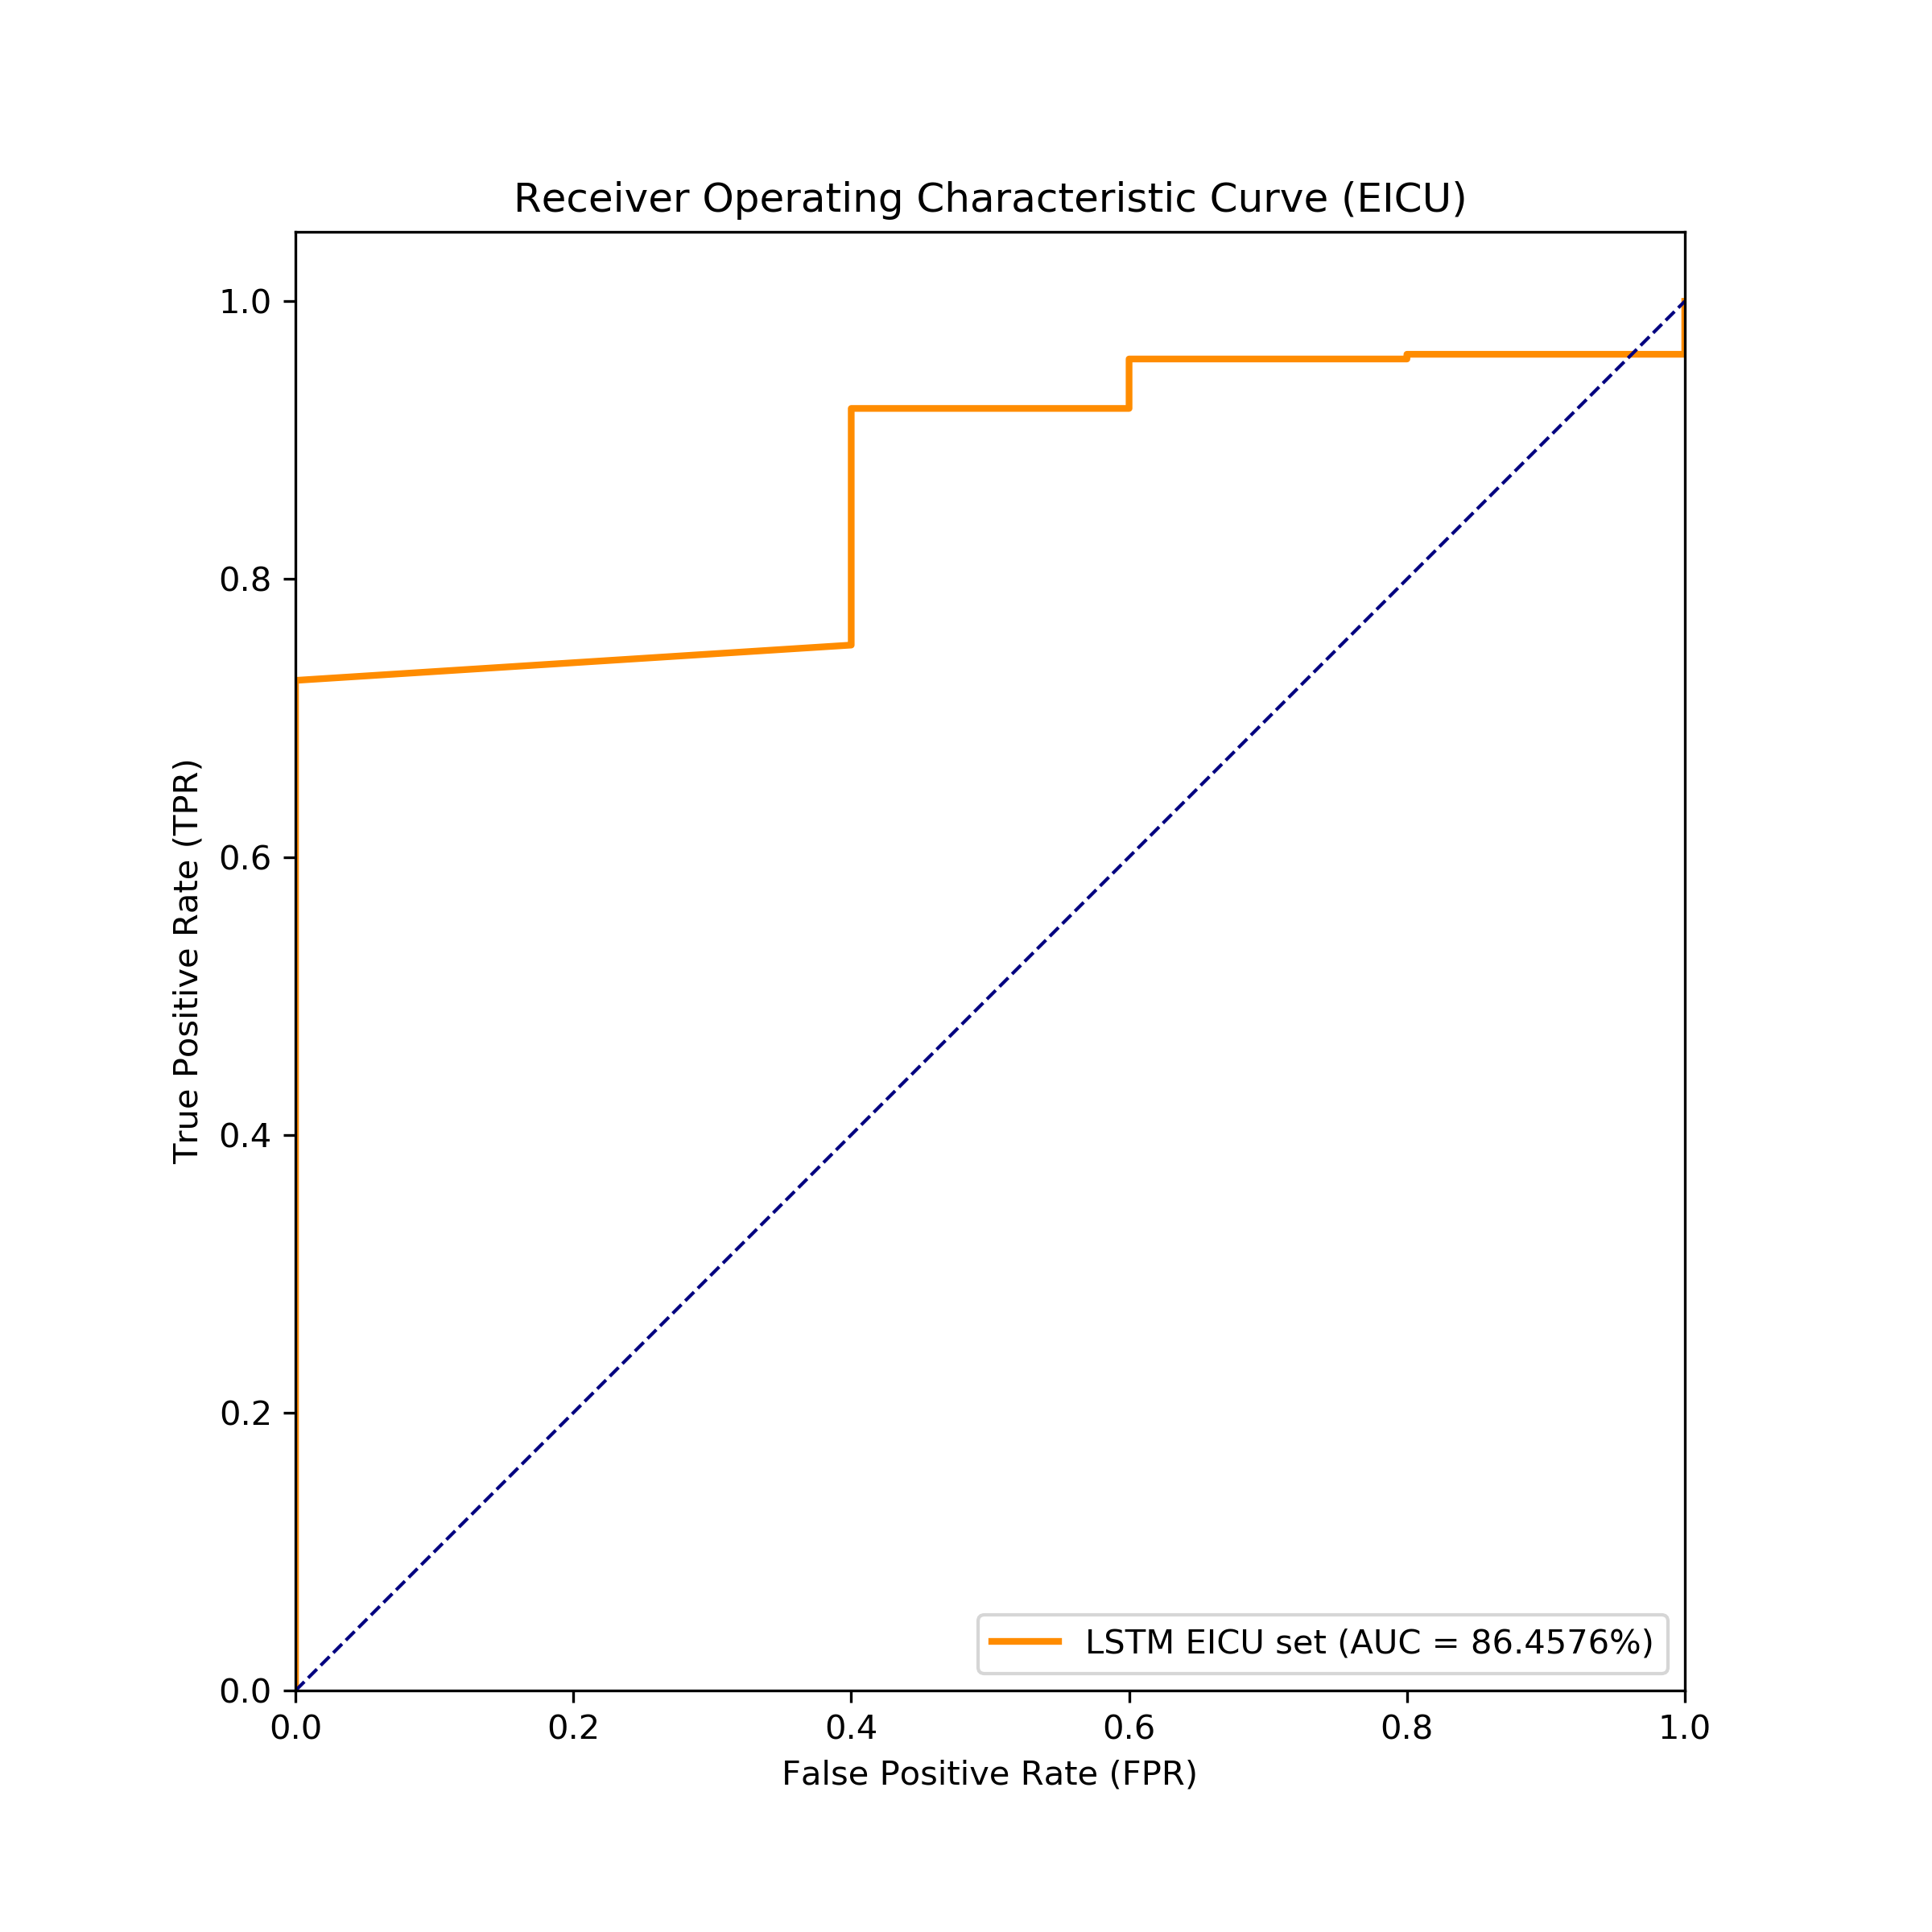 Receiver Operating Characteristic Curve (EICU)
1.0
0.8
0.6
0.4
0.2
0.0
True Positive Rate (TPR)
LSTM EICU set (AUC = 86.4576%)
0.0 0.2 0.4 0.6 0.8 1.0
False Positive Rate (FPR)